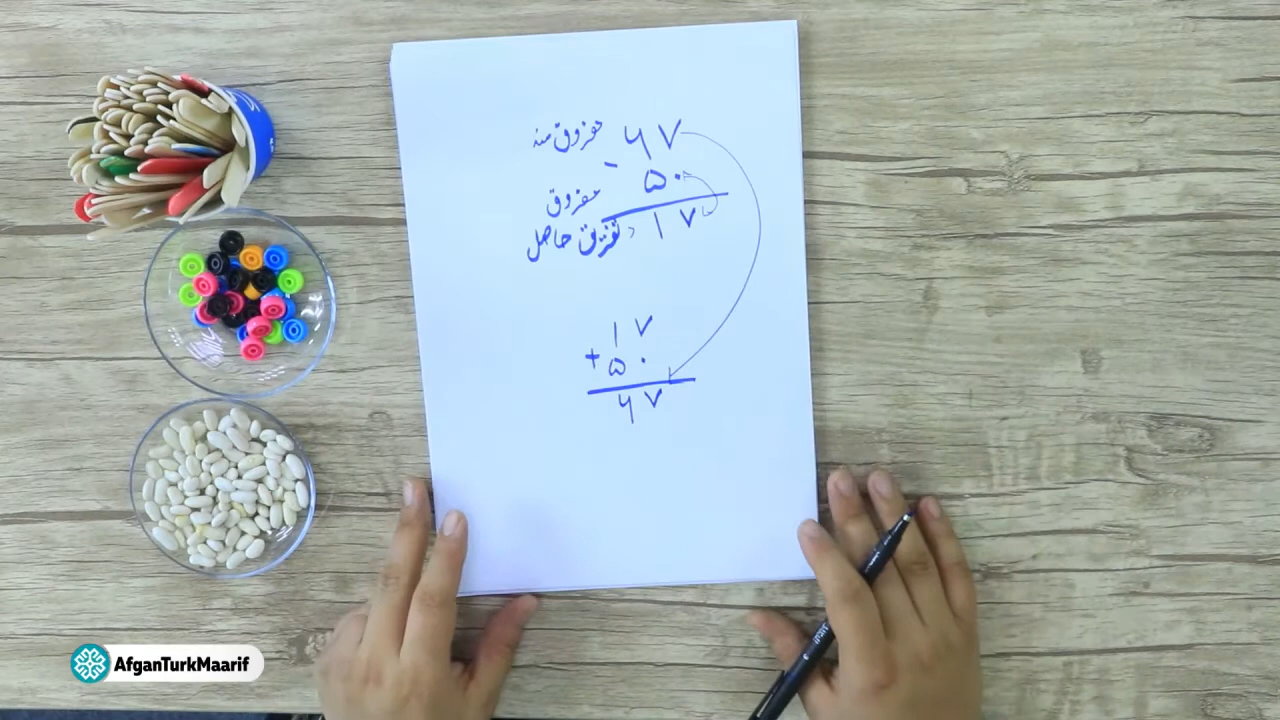 مفروق منه ۶۷
- ۵۰
مفروق
حاصل تفریق ۱۷
۱۷
+ ۵۰
۶۷
AfganTurkMaarif